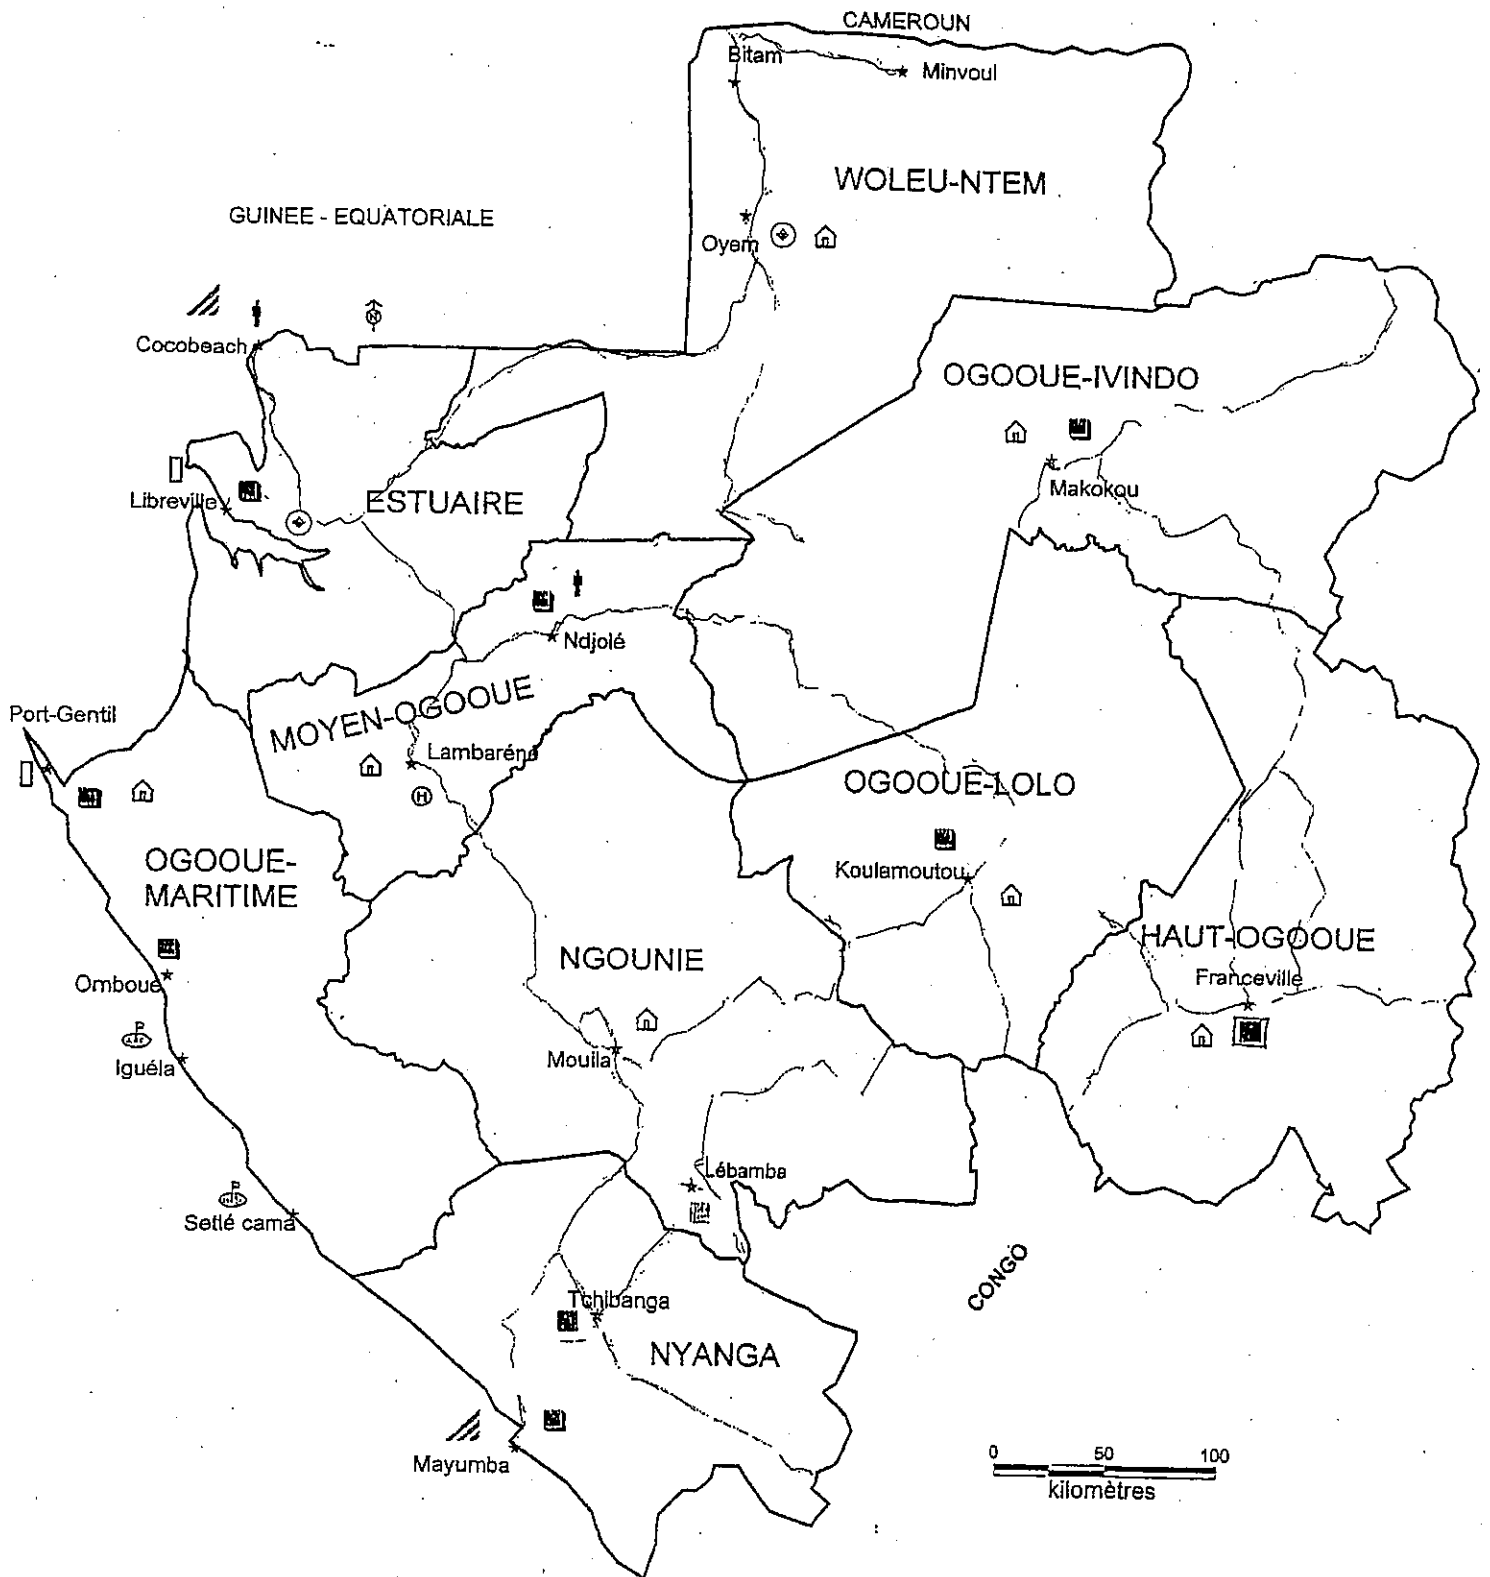 CAMEROUN
Bitam
Minvoul
WOLEU-NTEM
GUINEE - EQUATORIALE
Oyem
N
Cocobeach
OGOOUE-IVINDO
Libreville
ESTUAIRE
Makokou
Ndjolé
MOYEN-OGOOUE
Port-Gentil
Lambaréné
H
OGOOUE-LOLO
OGOOUE-
MARITIME
Koulamoutou
NGOUNIE
HAUT-OGOOUE
Omboue
Franceville
P
Iguéla
Mouila
Lébamba
P
Setlé cama
CONGO
Tchibanga
NYANGA
Mayumba
0 50 100
kilomètres